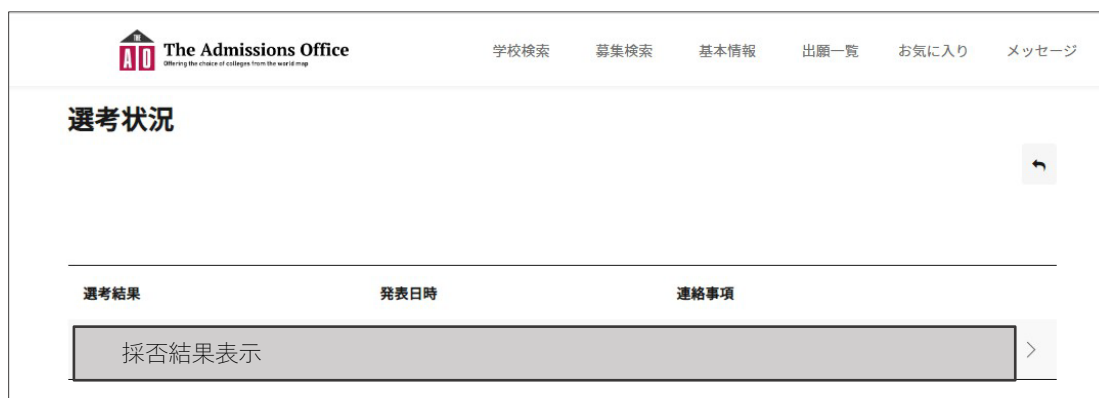 THE
AO
The Admissions Office
Offering the choice of colleges from the world map
学校検索 募集検索 基本情報 出願一覧 お気に入り メッセージ
選考状況
選考結果 発表日時 連絡事項
採否結果表示